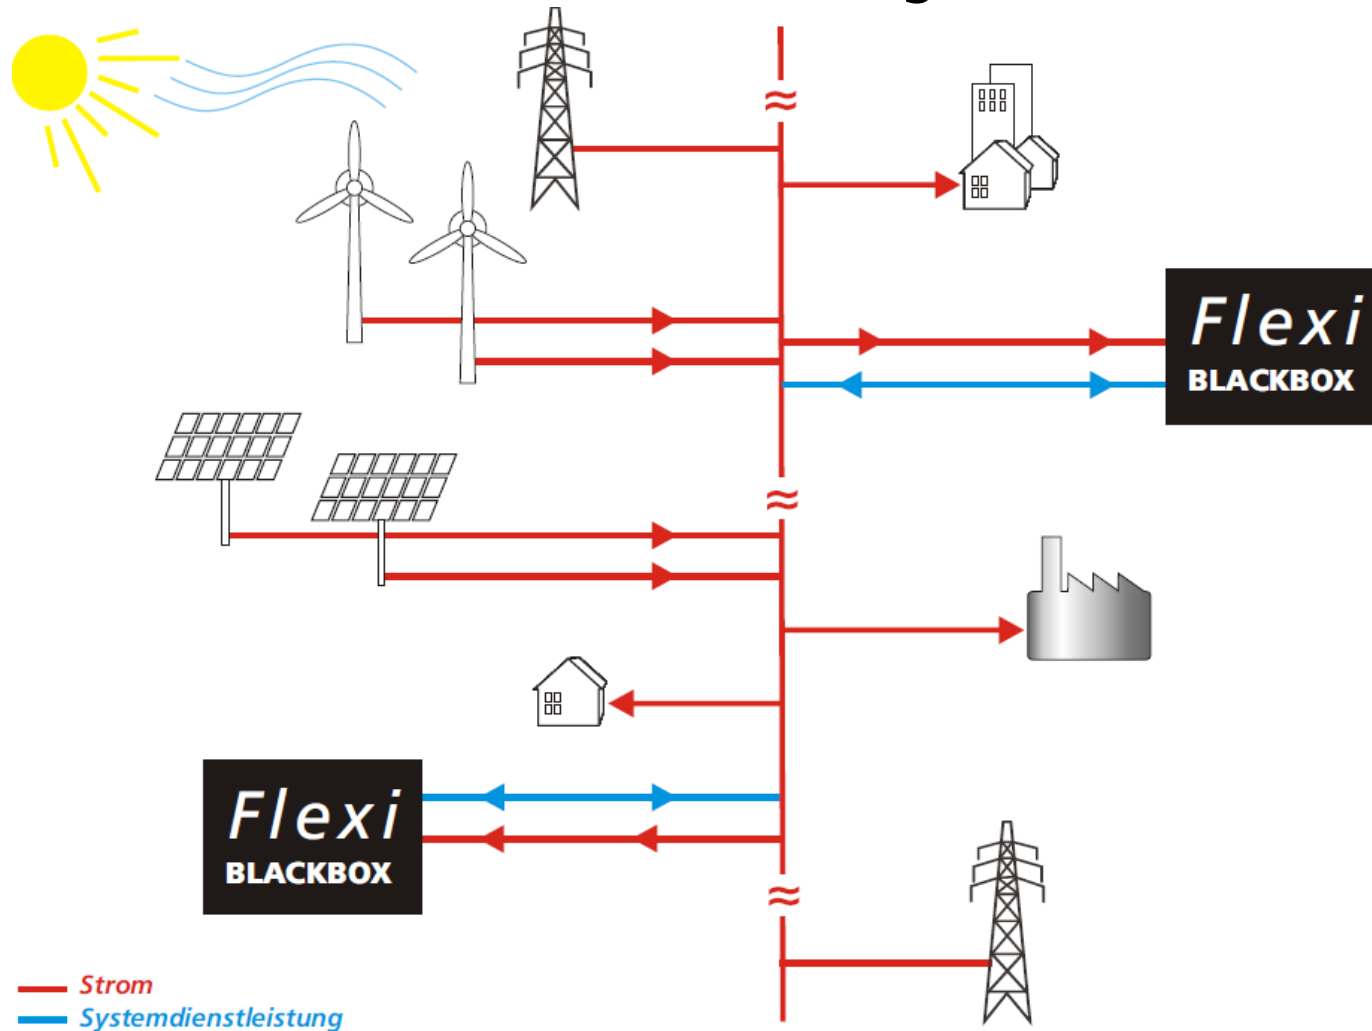 Flexi
BLACKBOX
Flexi
BLACKBOX
Strom
Systemdienstleistung